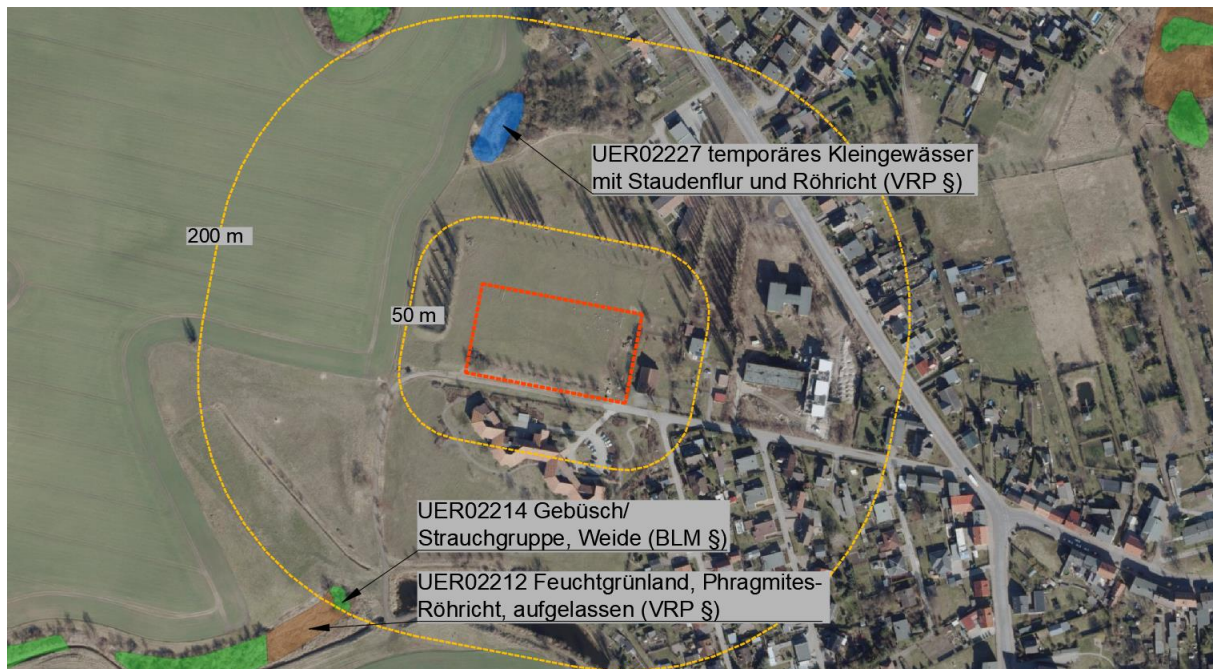 UER02227 temporäres Kleingewässer
mit Staudenflur und Röhricht (VRP §)
200 m
50 m
UER02214 Gebüsch/
Strauchgruppe, Weide (BLM §)
UER02212 Feuchtgrünland, Phragmites-
Röhricht, aufgelassen (VRP §)